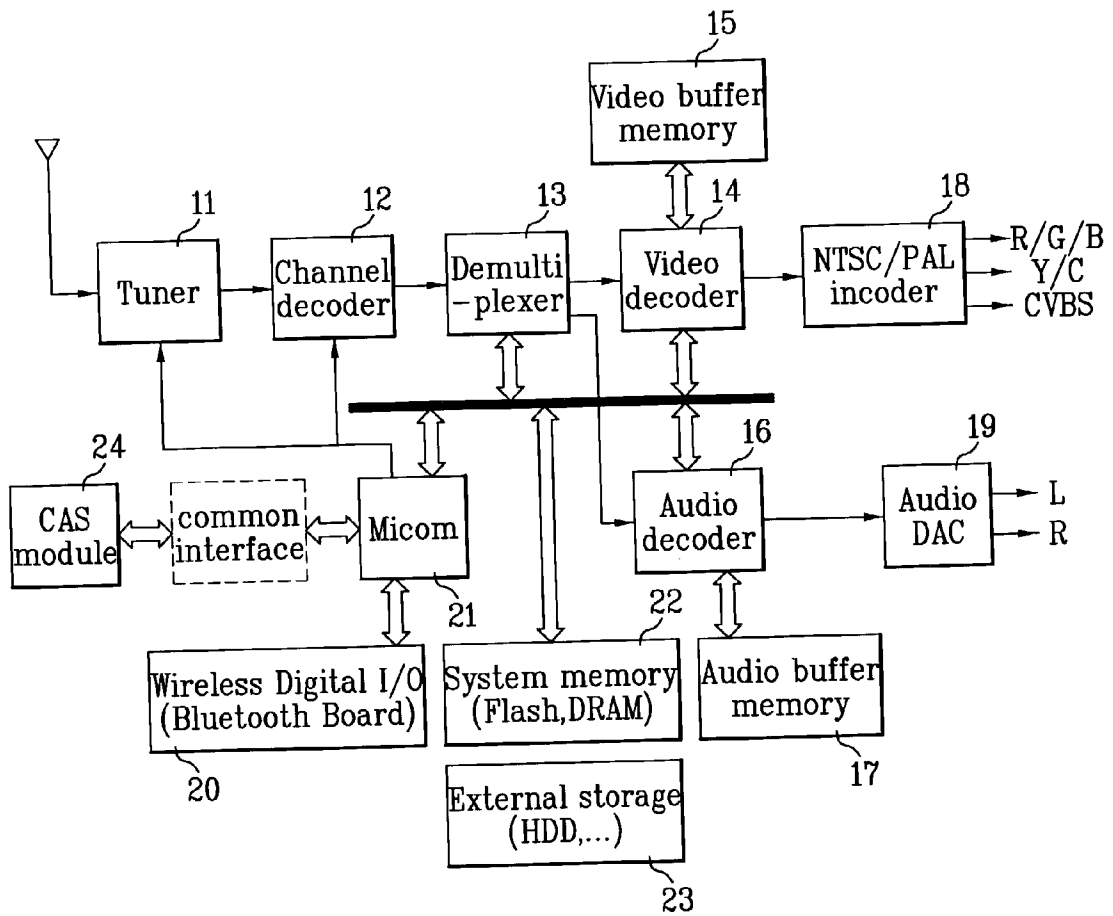 15
Video buffer
memory
11
12
13
14
18
Tuner
Channel
decoder
Demulti
-plexer
Video
decoder
NTSC/PAL
incoder
R/G/B
Y/C
CVBS
24
CAS
module
common
interface
Micom
21
16
Audio
decoder
19
Audio
DAC
L
R
Wireless Digital I/O
(Bluetooth Board)
20
22
System memory
(Flash,DRAM)
Audio buffer
memory
17
External storage
(HDD,...)
23